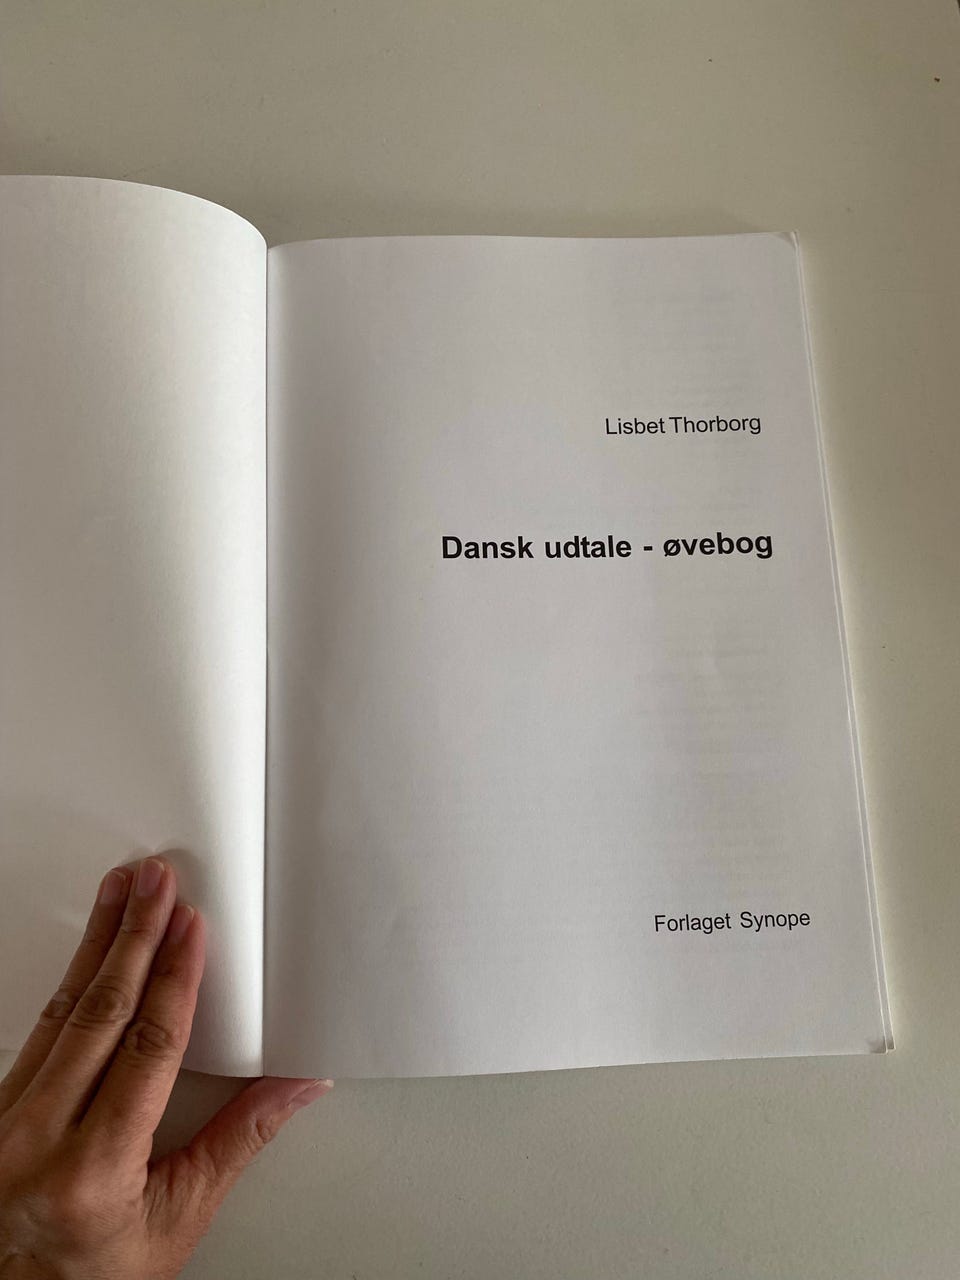 Lisbet Thorborg
Dansk udtale - øvebog
Forlaget Synope